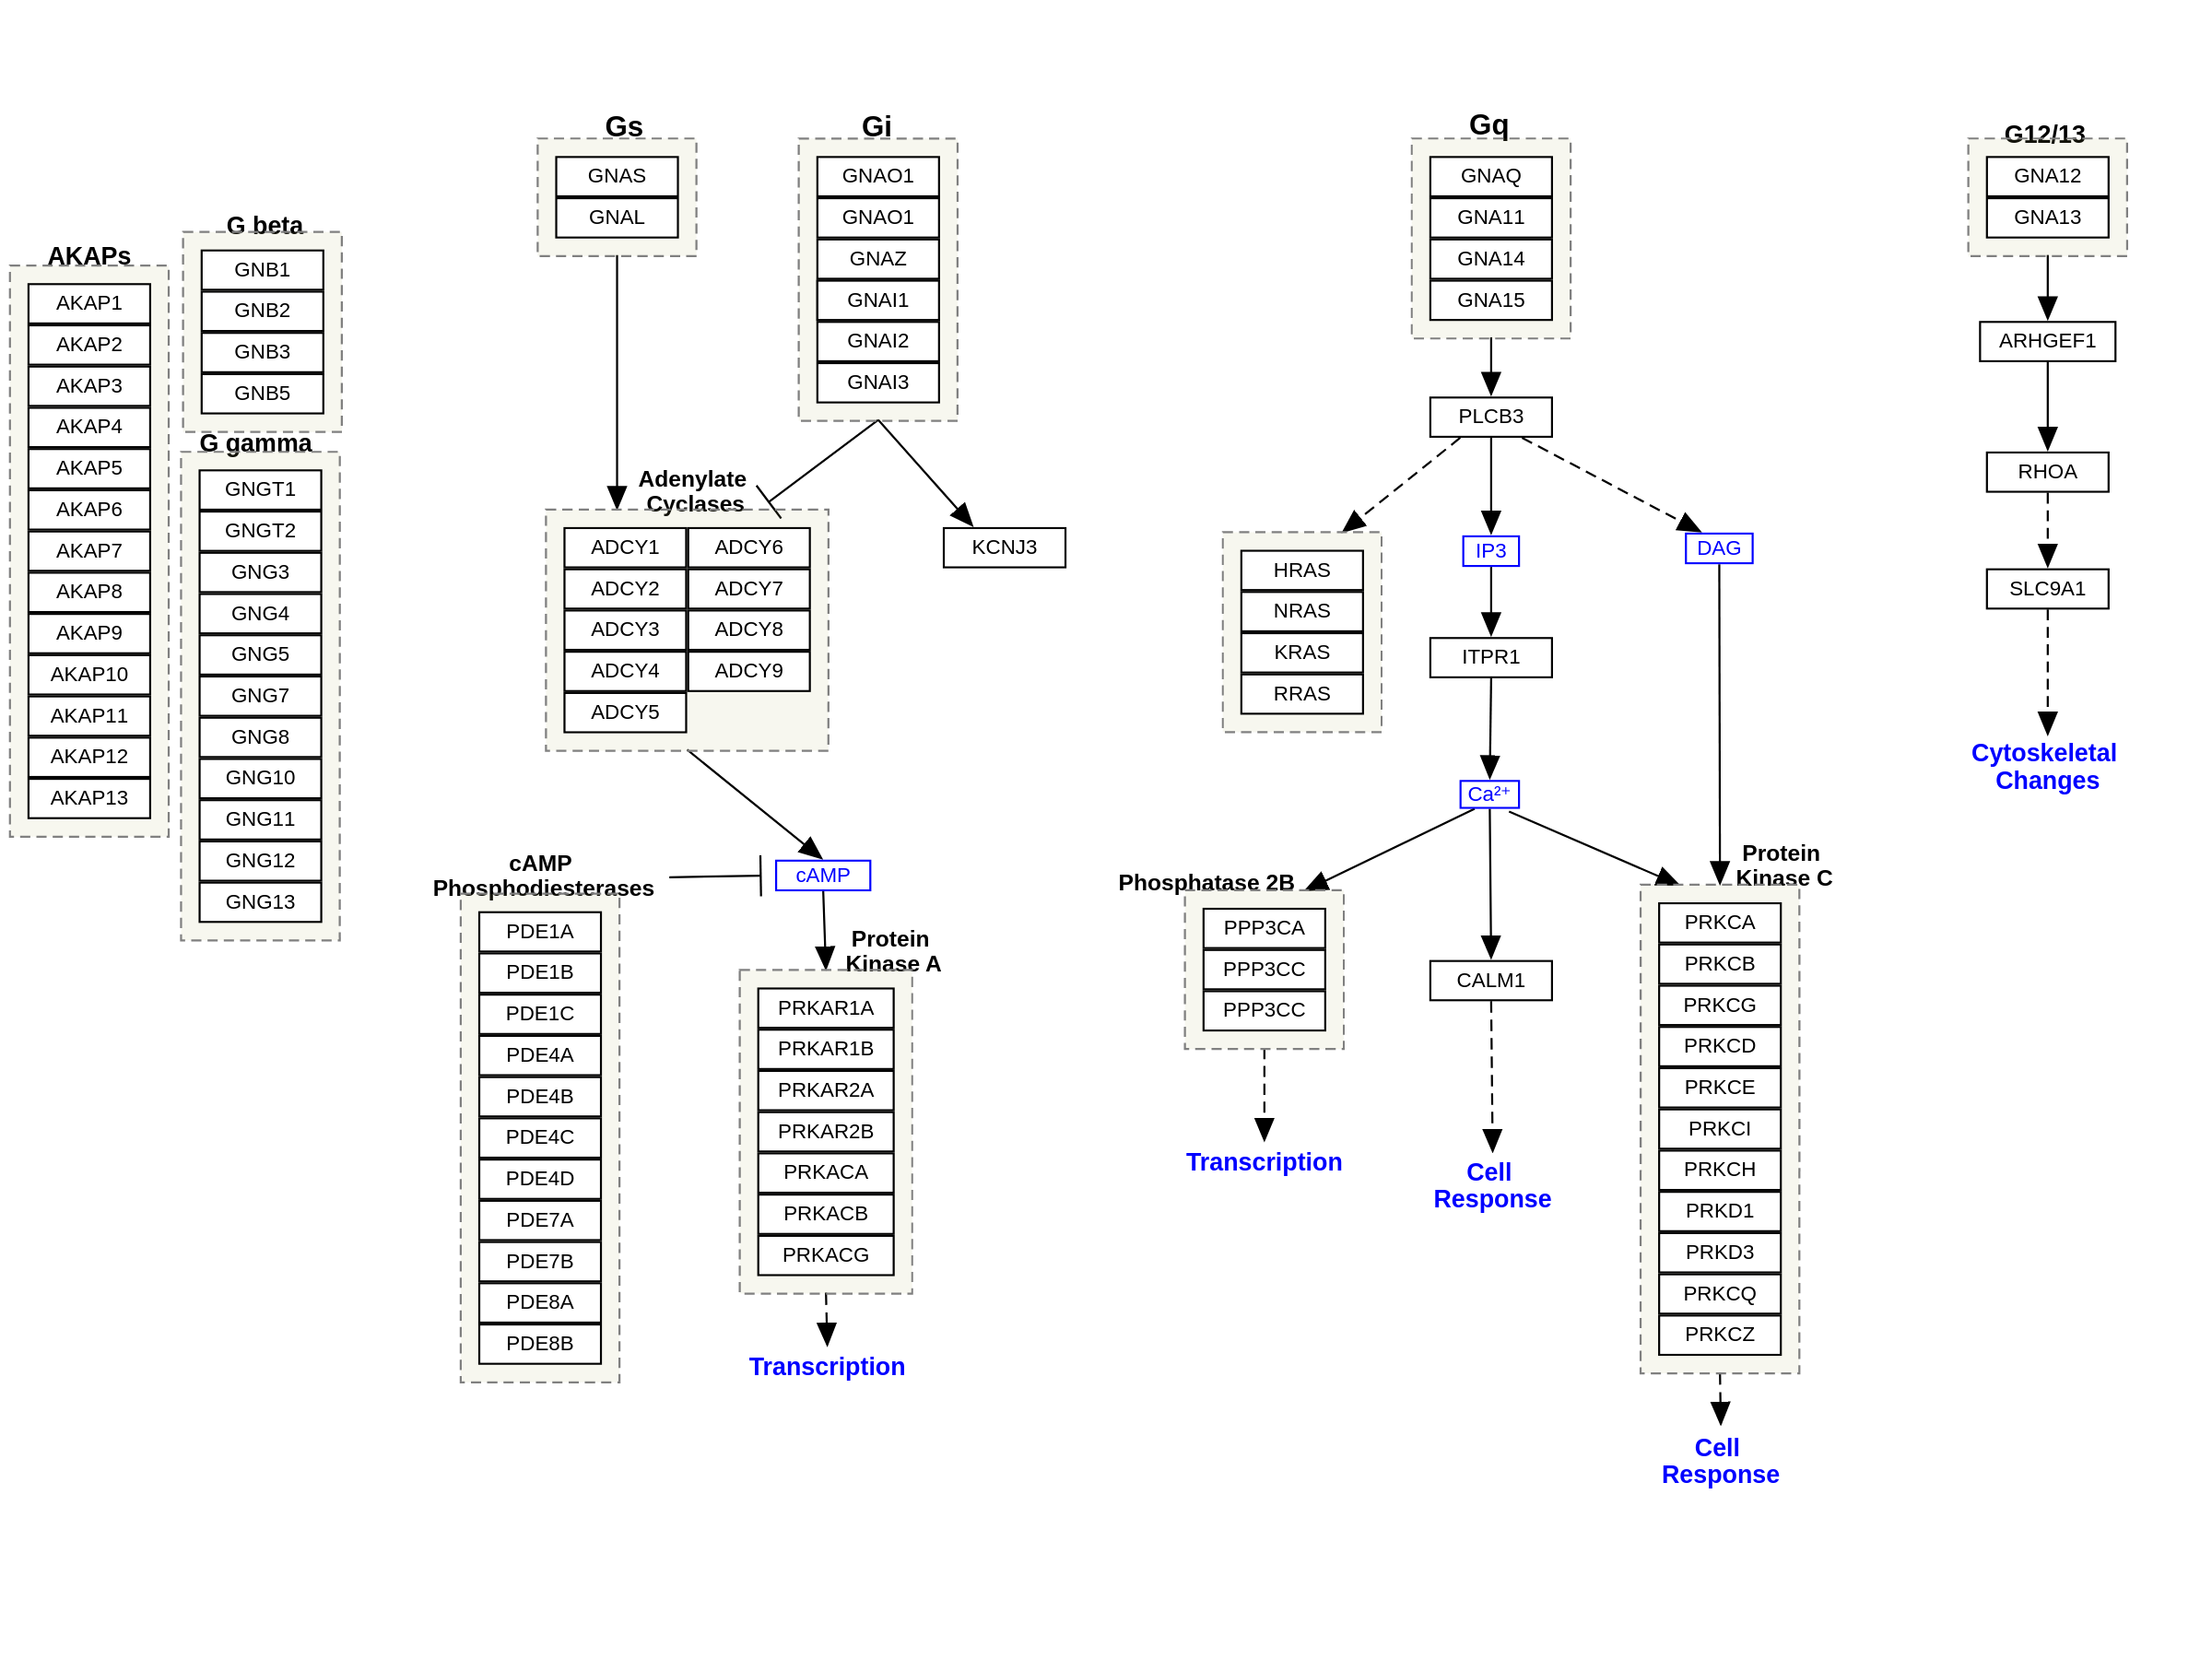 AKAPs
AKAP1
AKAP2
AKAP3
AKAP4
AKAP5
AKAP6
AKAP7
AKAP8
AKAP9
AKAP10
AKAP11
AKAP12
AKAP13
G beta
GNB1
GNB2
GNB3
GNB5
G gamma
GNGT1
GNGT2
GNG3
GNG4
GNG5
GNG7
GNG8
GNG10
GNG11
GNG12
GNG13
Gs
GNAS
GNAL
Gi
GNAO1
GNAO1
GNAZ
GNAI1
GNAI2
GNAI3
Adenylate
Cyclases
ADCY1
ADCY2
ADCY3
ADCY4
ADCY5
ADCY6
ADCY7
ADCY8
ADCY9
KCNJ3
cAMP
Phosphodiesterases
PDE1A
PDE1B
PDE1C
PDE4A
PDE4B
PDE4C
PDE4D
PDE7A
PDE7B
PDE8A
PDE8B
cAMP
Protein
Kinase A
PRKAR1A
PRKAR1B
PRKAR2A
PRKAR2B
PRKACA
PRKACB
PRKACG
Transcription
Gq
GNAQ
GNA11
GNA14
GNA15
PLCB3
HRAS
NRAS
KRAS
RRAS
IP3
DAG
ITPR1
Ca²⁺
Phosphatase 2B
PPP3CA
PPP3CC
PPP3CC
Transcription
CALM1
Cell
Response
Protein
Kinase C
PRKCA
PRKCB
PRKCG
PRKCD
PRKCE
PRKCI
PRKCH
PRKD1
PRKD3
PRKCQ
PRKCZ
Cell
Response
G12/13
GNA12
GNA13
ARHGEF1
RHOA
SLC9A1
Cytoskeletal
Changes